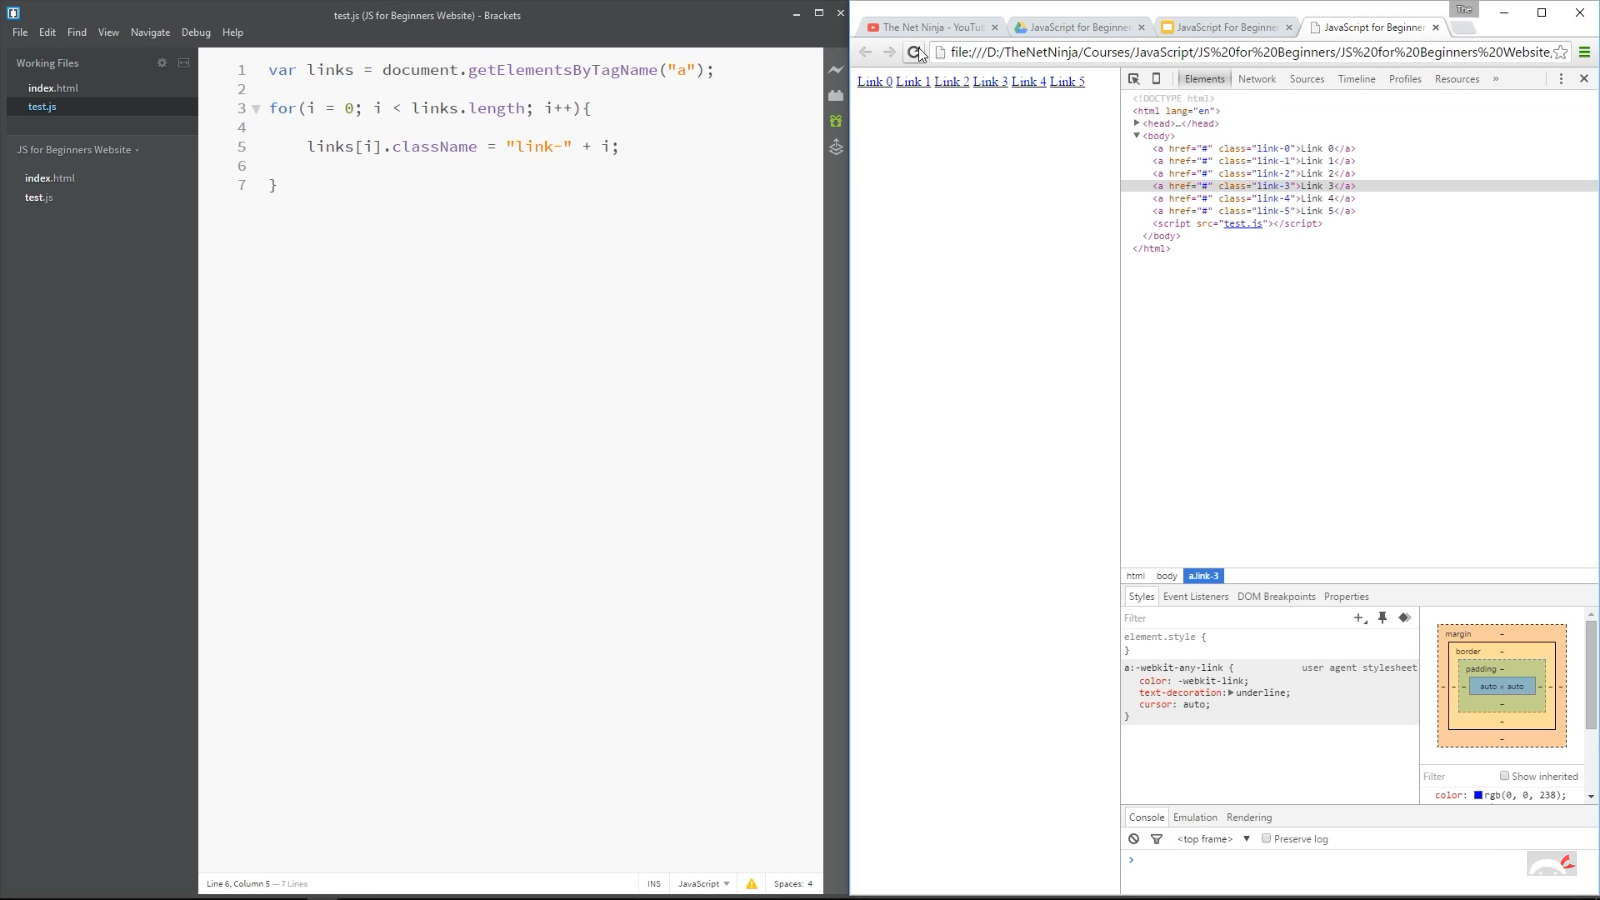 test.js (JS for Beginners Website) - Brackets
File Edit Find View Navigate Debug Help
Working Files
index.html
test.js
JS for Beginners Website
index.html
test.js
1 var links = document.getElementsByTagName("a");
2
3 for(i = 0; i < links.length; i++){
4
5 links[i].className = "link-" + i;
6
7 }
Line 6, Column 5 — 7 Lines
INS JavaScript Spaces: 4
The
The Net Ninja - YouTub JavaScript for Beginner JavaScript For Beginne JavaScript for Beginner
file:///D:/TheNetNinja/Courses/JavaScript/JS%20for%20Beginners/JS%20for%20Beginners%20Website,
Link 0 Link 1 Link 2 Link 3 Link 4 Link 5
Elements Network Sources Timeline Profiles Resources »
<!DOCTYPE html>
<html lang="en">
<head>…</head>
<body>
<a href="#" class="link-0">Link 0</a>
<a href="#" class="link-1">Link 1</a>
<a href="#" class="link-2">Link 2</a>
<a href="#" class="link-3">Link 3</a>
<a href="#" class="link-4">Link 4</a>
<a href="#" class="link-5">Link 5</a>
<script src="test.js"></script>
</body>
</html>
html body a.link-3
Styles Event Listeners DOM Breakpoints Properties
Filter
element.style {
}
a:-webkit-any-link { user agent stylesheet
color: -webkit-link;
text-decoration: underline;
cursor: auto;
}
margin –
border –
padding –
– – – auto × auto – – –
–
–
–
Filter Show inherited
color: rgb(0, 0, 238);
Console Emulation Rendering
<top frame> Preserve log
>